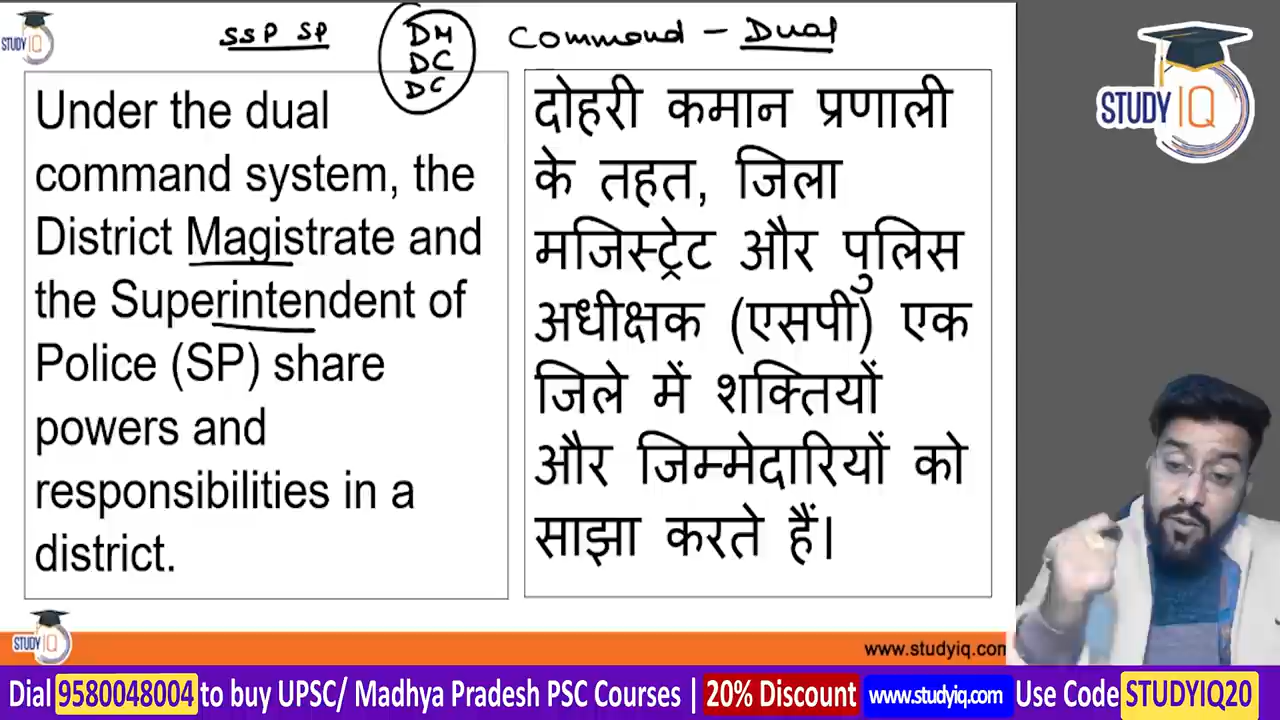 STUDY IQ
SSP SP
DM
DC
DC
Command - Dual
STUDY IQ
Under the dual
command system, the
District Magistrate and
the Superintendent of
Police (SP) share
powers and
responsibilities in a
district.
दोहरी कमान प्रणाली
के तहत, जिला
मजिस्ट्रेट और पुलिस
अधीक्षक (एसपी) एक
जिले में शक्तियों
और जिम्मेदारियों को
साझा करते हैं।
STUDY IQ
www.studyiq.com
Dial 9580048004 to buy UPSC/ Madhya Pradesh PSC Courses | 20% Discount www.studyiq.com Use Code STUDYIQ20